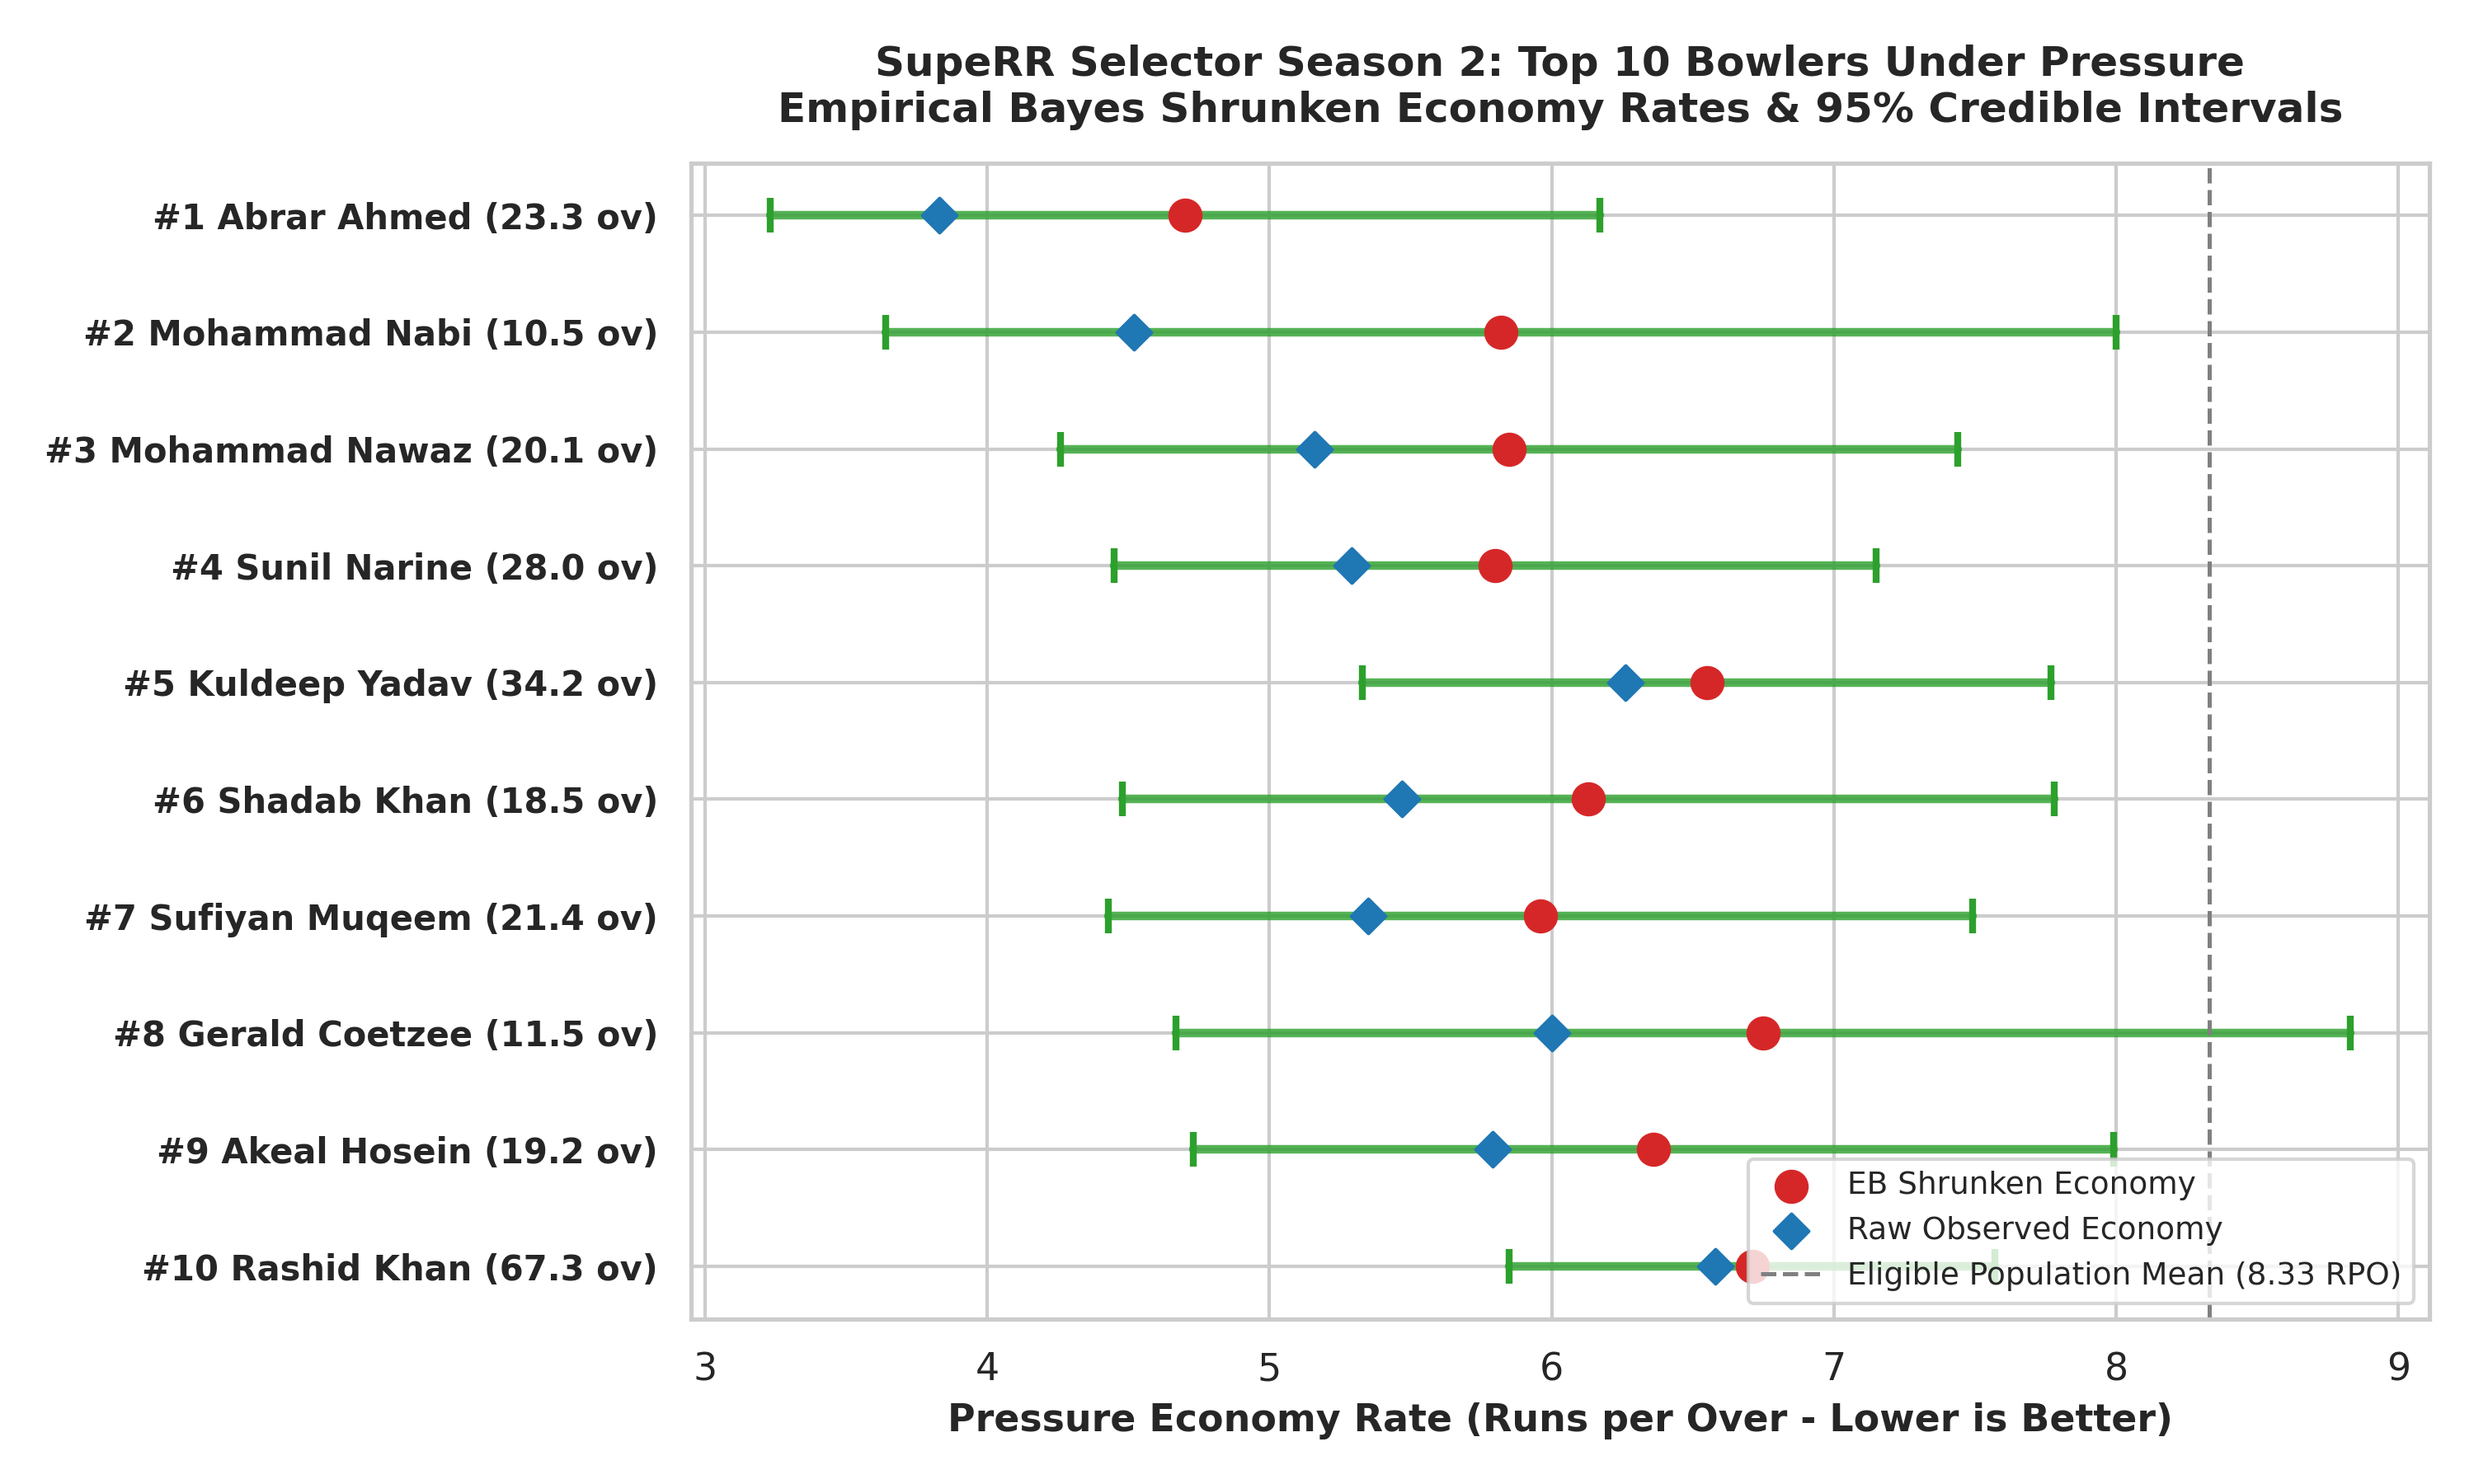 SupeRR Selector Season 2: Top 10 Bowlers Under Pressure
Empirical Bayes Shrunken Economy Rates & 95% Credible Intervals
#1 Abrar Ahmed (23.3 ov)
#2 Mohammad Nabi (10.5 ov)
#3 Mohammad Nawaz (20.1 ov)
#4 Sunil Narine (28.0 ov)
#5 Kuldeep Yadav (34.2 ov)
#6 Shadab Khan (18.5 ov)
#7 Sufiyan Muqeem (21.4 ov)
#8 Gerald Coetzee (11.5 ov)
#9 Akeal Hosein (19.2 ov)
#10 Rashid Khan (67.3 ov)
EB Shrunken Economy
Raw Observed Economy
Eligible Population Mean (8.33 RPO)
3 4 5 6 7 8 9
Pressure Economy Rate (Runs per Over - Lower is Better)